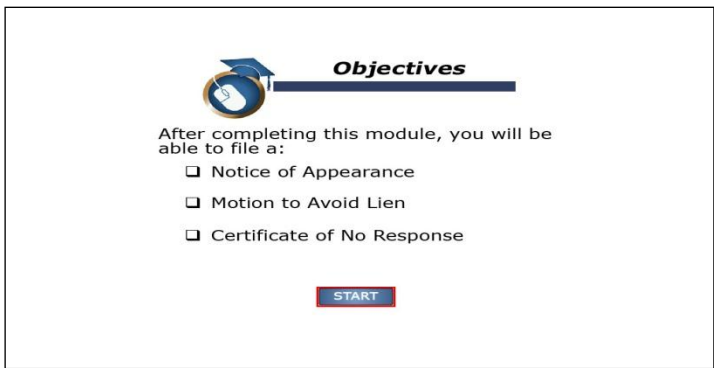 Objectives
After completing this module, you will be
able to file a:
❑ Notice of Appearance
❑ Motion to Avoid Lien
❑ Certificate of No Response
START